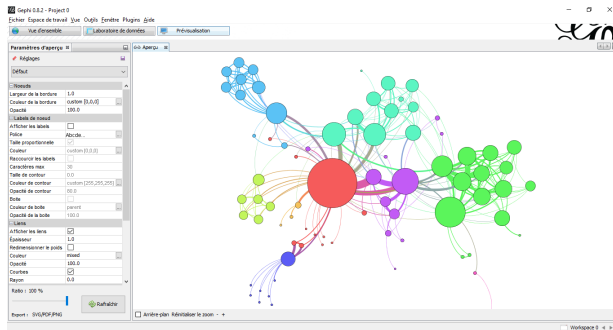 Gephi 0.8.2 - Project 0
Fichier Espace de travail Vue Outils Fenêtre Plugins Aide
Vue d'ensemble Laboratoire de données Prévisualisation
Paramètres d'aperçu Aperçu
Réglages
Défaut
Noeuds
Largeur de la bordure 1.0
Couleur de la bordure custom [0,0,0]
Opacité 100.0
Labels de noeud
Afficher les labels
Police Abcde...
Taille proportionnelle
Couleur custom [0,0,0]
Raccourcir les labels
Caractères max 30
Taille de contour 0.0
Couleur de contour custom [255,255,255]
Opacité de contour 80.0
Boîte
Couleur de boîte parent
Opacité de la boîte 100.0
Liens
Afficher les liens
Épaisseur 1.0
Redimensionner le poids
Couleur mixed
Opacité 100.0
Courbes
Rayon 0.0
Ratio : 100 %
Rafraîchir
Export : SVG/PDF/PNG
Arrière-plan Réinitialiser le zoom - +
Workspace 0